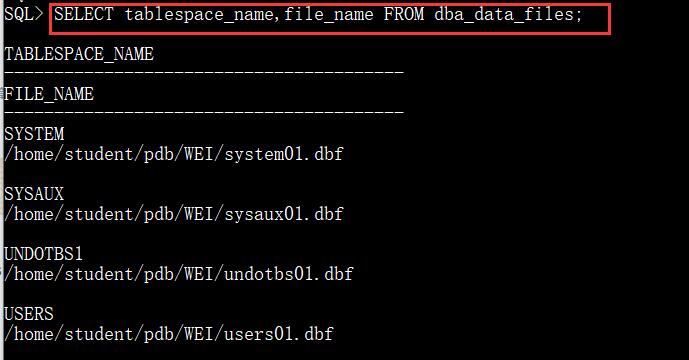 SQL> SELECT tablespace_name,file_name FROM dba_data_files;
TABLESPACE_NAME
----------------------------------------
FILE_NAME
----------------------------------------
SYSTEM
/home/student/pdb/WEI/system01.dbf
SYSAUX
/home/student/pdb/WEI/sysaux01.dbf
UNDOTBS1
/home/student/pdb/WEI/undotbs01.dbf
USERS
/home/student/pdb/WEI/users01.dbf